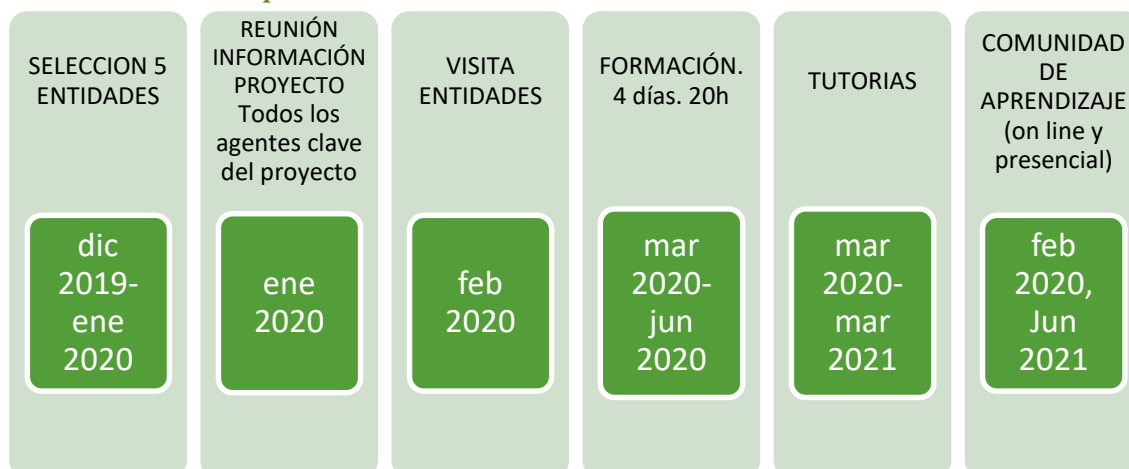 SELECCION 5
ENTIDADES
dic
2019-
ene
2020
REUNIÓN
INFORMACIÓN
PROYECTO
Todos los
agentes clave
del proyecto
ene
2020
VISITA
ENTIDADES
feb
2020
FORMACIÓN.
4 días. 20h
mar
2020-
jun
2020
TUTORIAS
mar
2020-
mar
2021
COMUNIDAD
DE
APRENDIZAJE
(on line y
presencial)
feb
2020,
Jun
2021